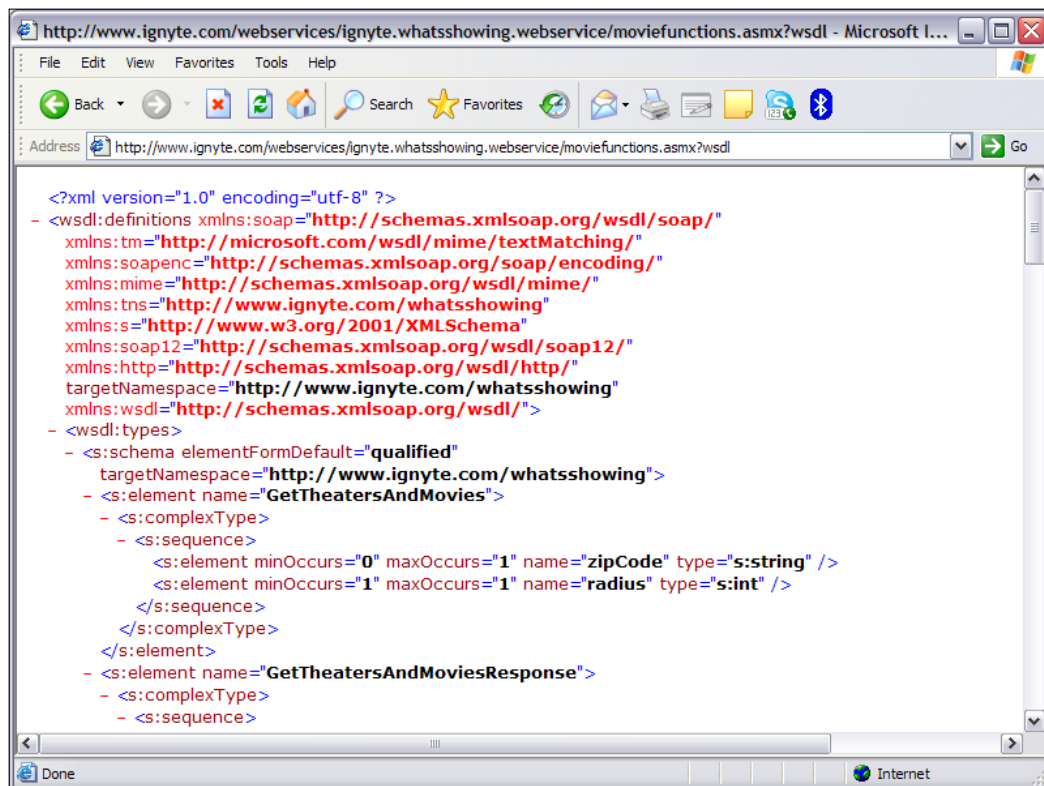 http://www.ignyte.com/webservices/ignyte.whatsshowing.webservice/moviefunctions.asmx?wsdl - Microsoft I...
File Edit View Favorites Tools Help
Back Search Favorites 123
Address http://www.ignyte.com/webservices/ignyte.whatsshowing.webservice/moviefunctions.asmx?wsdl Go
<?xml version="1.0" encoding="utf-8" ?>
- <wsdl:definitions xmlns:soap="http://schemas.xmlsoap.org/wsdl/soap/"
xmlns:tm="http://microsoft.com/wsdl/mime/textMatching/"
xmlns:soapenc="http://schemas.xmlsoap.org/soap/encoding/"
xmlns:mime="http://schemas.xmlsoap.org/wsdl/mime/"
xmlns:tns="http://www.ignyte.com/whatsshowing"
xmlns:s="http://www.w3.org/2001/XMLSchema"
xmlns:soap12="http://schemas.xmlsoap.org/wsdl/soap12/"
xmlns:http="http://schemas.xmlsoap.org/wsdl/http/"
targetNamespace="http://www.ignyte.com/whatsshowing"
xmlns:wsdl="http://schemas.xmlsoap.org/wsdl/">
- <wsdl:types>
- <s:schema elementFormDefault="qualified"
targetNamespace="http://www.ignyte.com/whatsshowing">
- <s:element name="GetTheatersAndMovies">
- <s:complexType>
- <s:sequence>
<s:element minOccurs="0" maxOccurs="1" name="zipCode" type="s:string" />
<s:element minOccurs="1" maxOccurs="1" name="radius" type="s:int" />
</s:sequence>
</s:complexType>
</s:element>
- <s:element name="GetTheatersAndMoviesResponse">
- <s:complexType>
- <s:sequence>
Done Internet